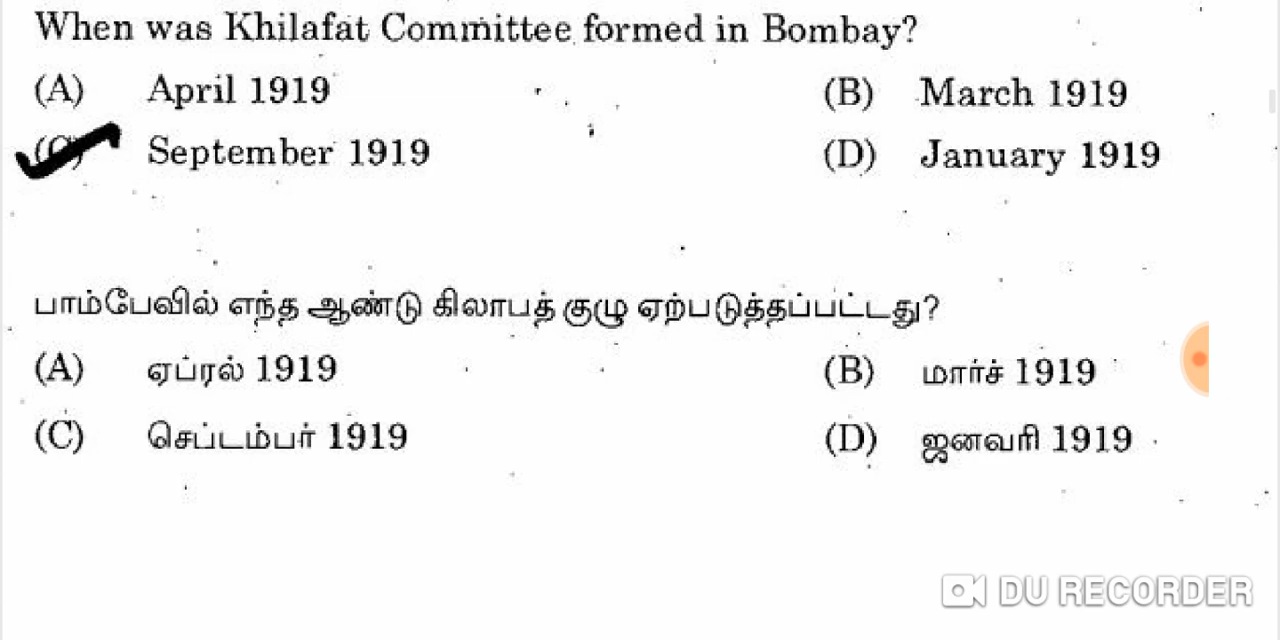 When was Khilafat Committee formed in Bombay?
(A) April 1919 (B) March 1919
(C) September 1919 (D) January 1919
பாம்பேவில் எந்த ஆண்டு கிலாபத் குழு ஏற்படுத்தப்பட்டது?
(A) ஏப்ரல் 1919 (B) மார்ச் 1919
(C) செப்டம்பர் 1919 (D) ஜனவரி 1919
DU RECORDER